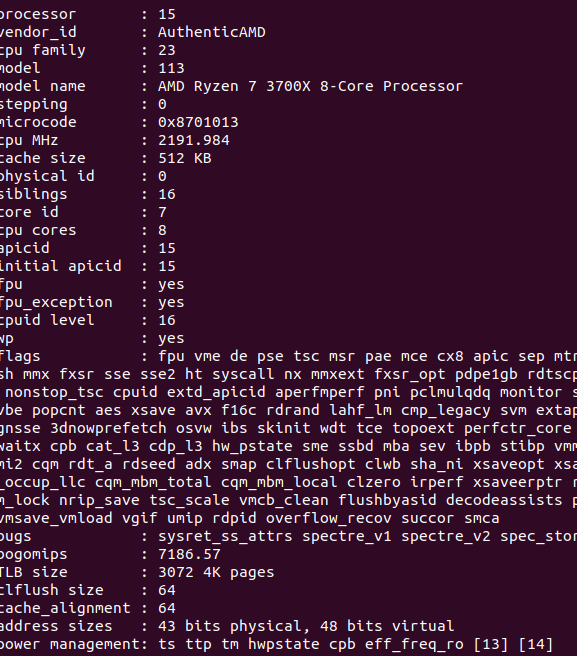 processor : 15
vendor_id : AuthenticAMD
cpu family : 23
model : 113
model name : AMD Ryzen 7 3700X 8-Core Processor
stepping : 0
microcode : 0x8701013
cpu MHz : 2191.984
cache size : 512 KB
physical id : 0
siblings : 16
core id : 7
cpu cores : 8
apicid : 15
initial apicid : 15
fpu : yes
fpu_exception : yes
cpuid level : 16
wp : yes
flags : fpu vme de pse tsc msr pae mce cx8 apic sep mtr
sh mmx fxsr sse sse2 ht syscall nx mmxext fxsr_opt pdpe1gb rdtscp
nonstop_tsc cpuid extd_apicid aperfmperf pni pclmulqdq monitor s
vbe popcnt aes xsave avx f16c rdrand lahf_lm cmp_legacy svm extap
gnsse 3dnowprefetch osvw ibs skinit wdt tce topoext perfctr_core
waitx cpb cat_l3 cdp_l3 hw_pstate sme ssbd mba sev ibpb stibp vmm
mi2 cqm rdt_a rdseed adx smap clflushopt clwb sha_ni xsaveopt xsa
_occup_llc cqm_mbm_total cqm_mbm_local clzero irperf xsaveerptr r
m_lock nrip_save tsc_scale vmcb_clean flushbyasid decodeassists p
vmsave_vmload vgif umip rdpid overflow_recov succor smca
bugs : sysret_ss_attrs spectre_v1 spectre_v2 spec_stor
bogomips : 7186.57
TLB size : 3072 4K pages
clflush size : 64
cache_alignment : 64
address sizes : 43 bits physical, 48 bits virtual
power management: ts ttp tm hwpstate cpb eff_freq_ro [13] [14]